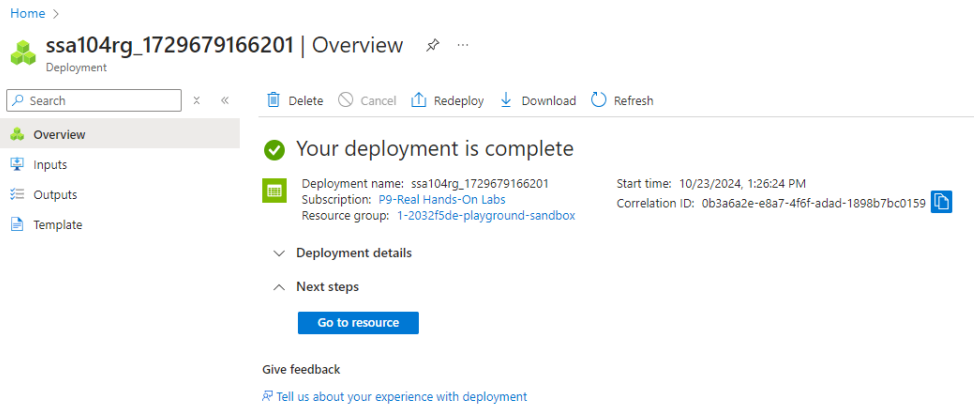 Home >
ssa104rg_1729679166201 | Overview ...
Deployment
Search
Delete Cancel Redeploy Download Refresh
Overview
Inputs
Outputs
Template
Your deployment is complete
Deployment name: ssa104rg_1729679166201
Subscription: P9-Real Hands-On Labs
Resource group: 1-2032f5de-playground-sandbox
Start time: 10/23/2024, 1:26:24 PM
Correlation ID: 0b3a6a2e-e8a7-4f6f-adad-1898b7bc0159
Deployment details
Next steps
Go to resource
Give feedback
Tell us about your experience with deployment